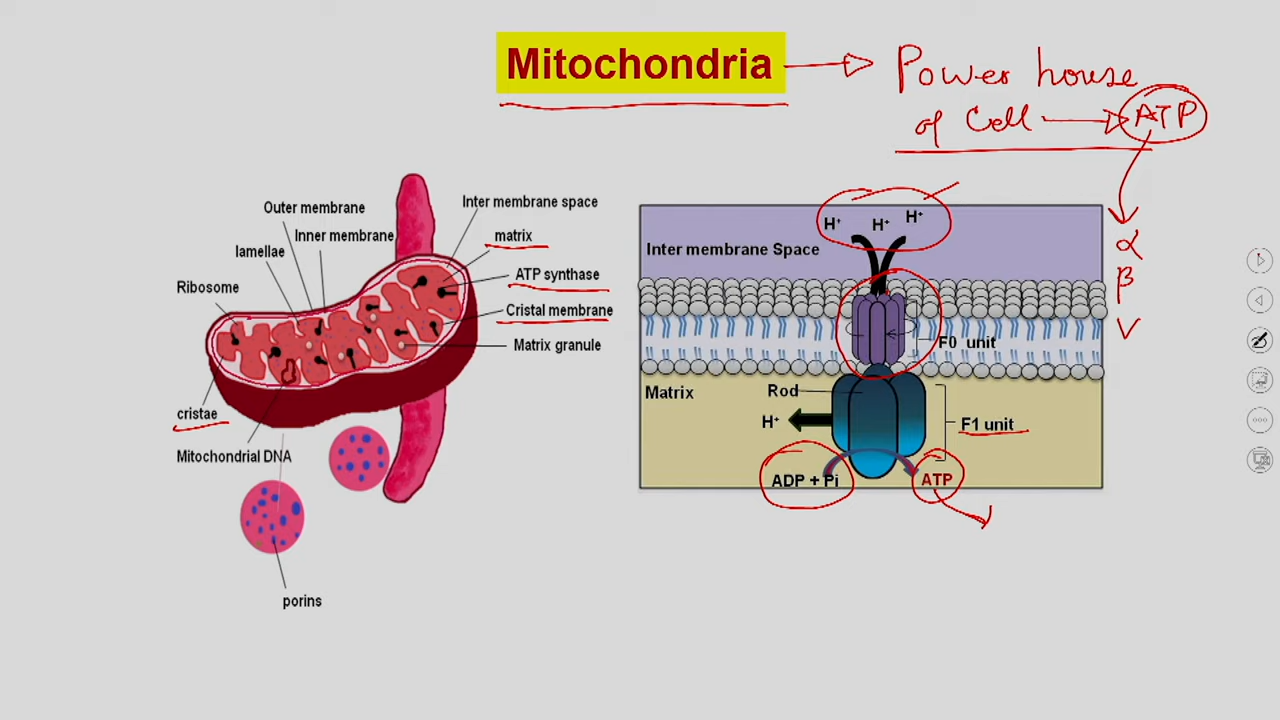 Mitochondria
Power house
of Cell
ATP
α
β
Inter membrane space
Outer membrane
Inner membrane
matrix
lamellae
ATP synthase
Ribosome
Cristal membrane
Matrix granule
cristae
Mitochondrial DNA
porins
H⁺ H⁺ H⁺
Inter membrane Space
F0 unit
Matrix
Rod
H⁺
F1 unit
ADP + Pi
ATP